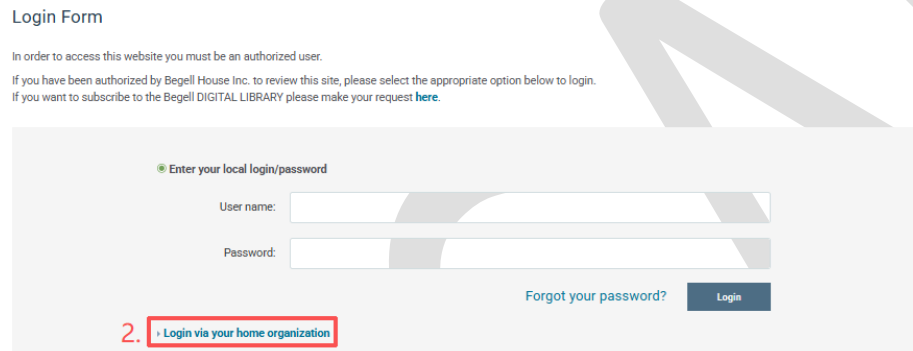 Login Form
In order to access this website you must be an authorized user.
If you have been authorized by Begell House Inc. to review this site, please select the appropriate option below to login.
If you want to subscribe to the Begell DIGITAL LIBRARY please make your request here.
Enter your local login/password
User name:
Password:
Forgot your password? Login
2. › Login via your home organization